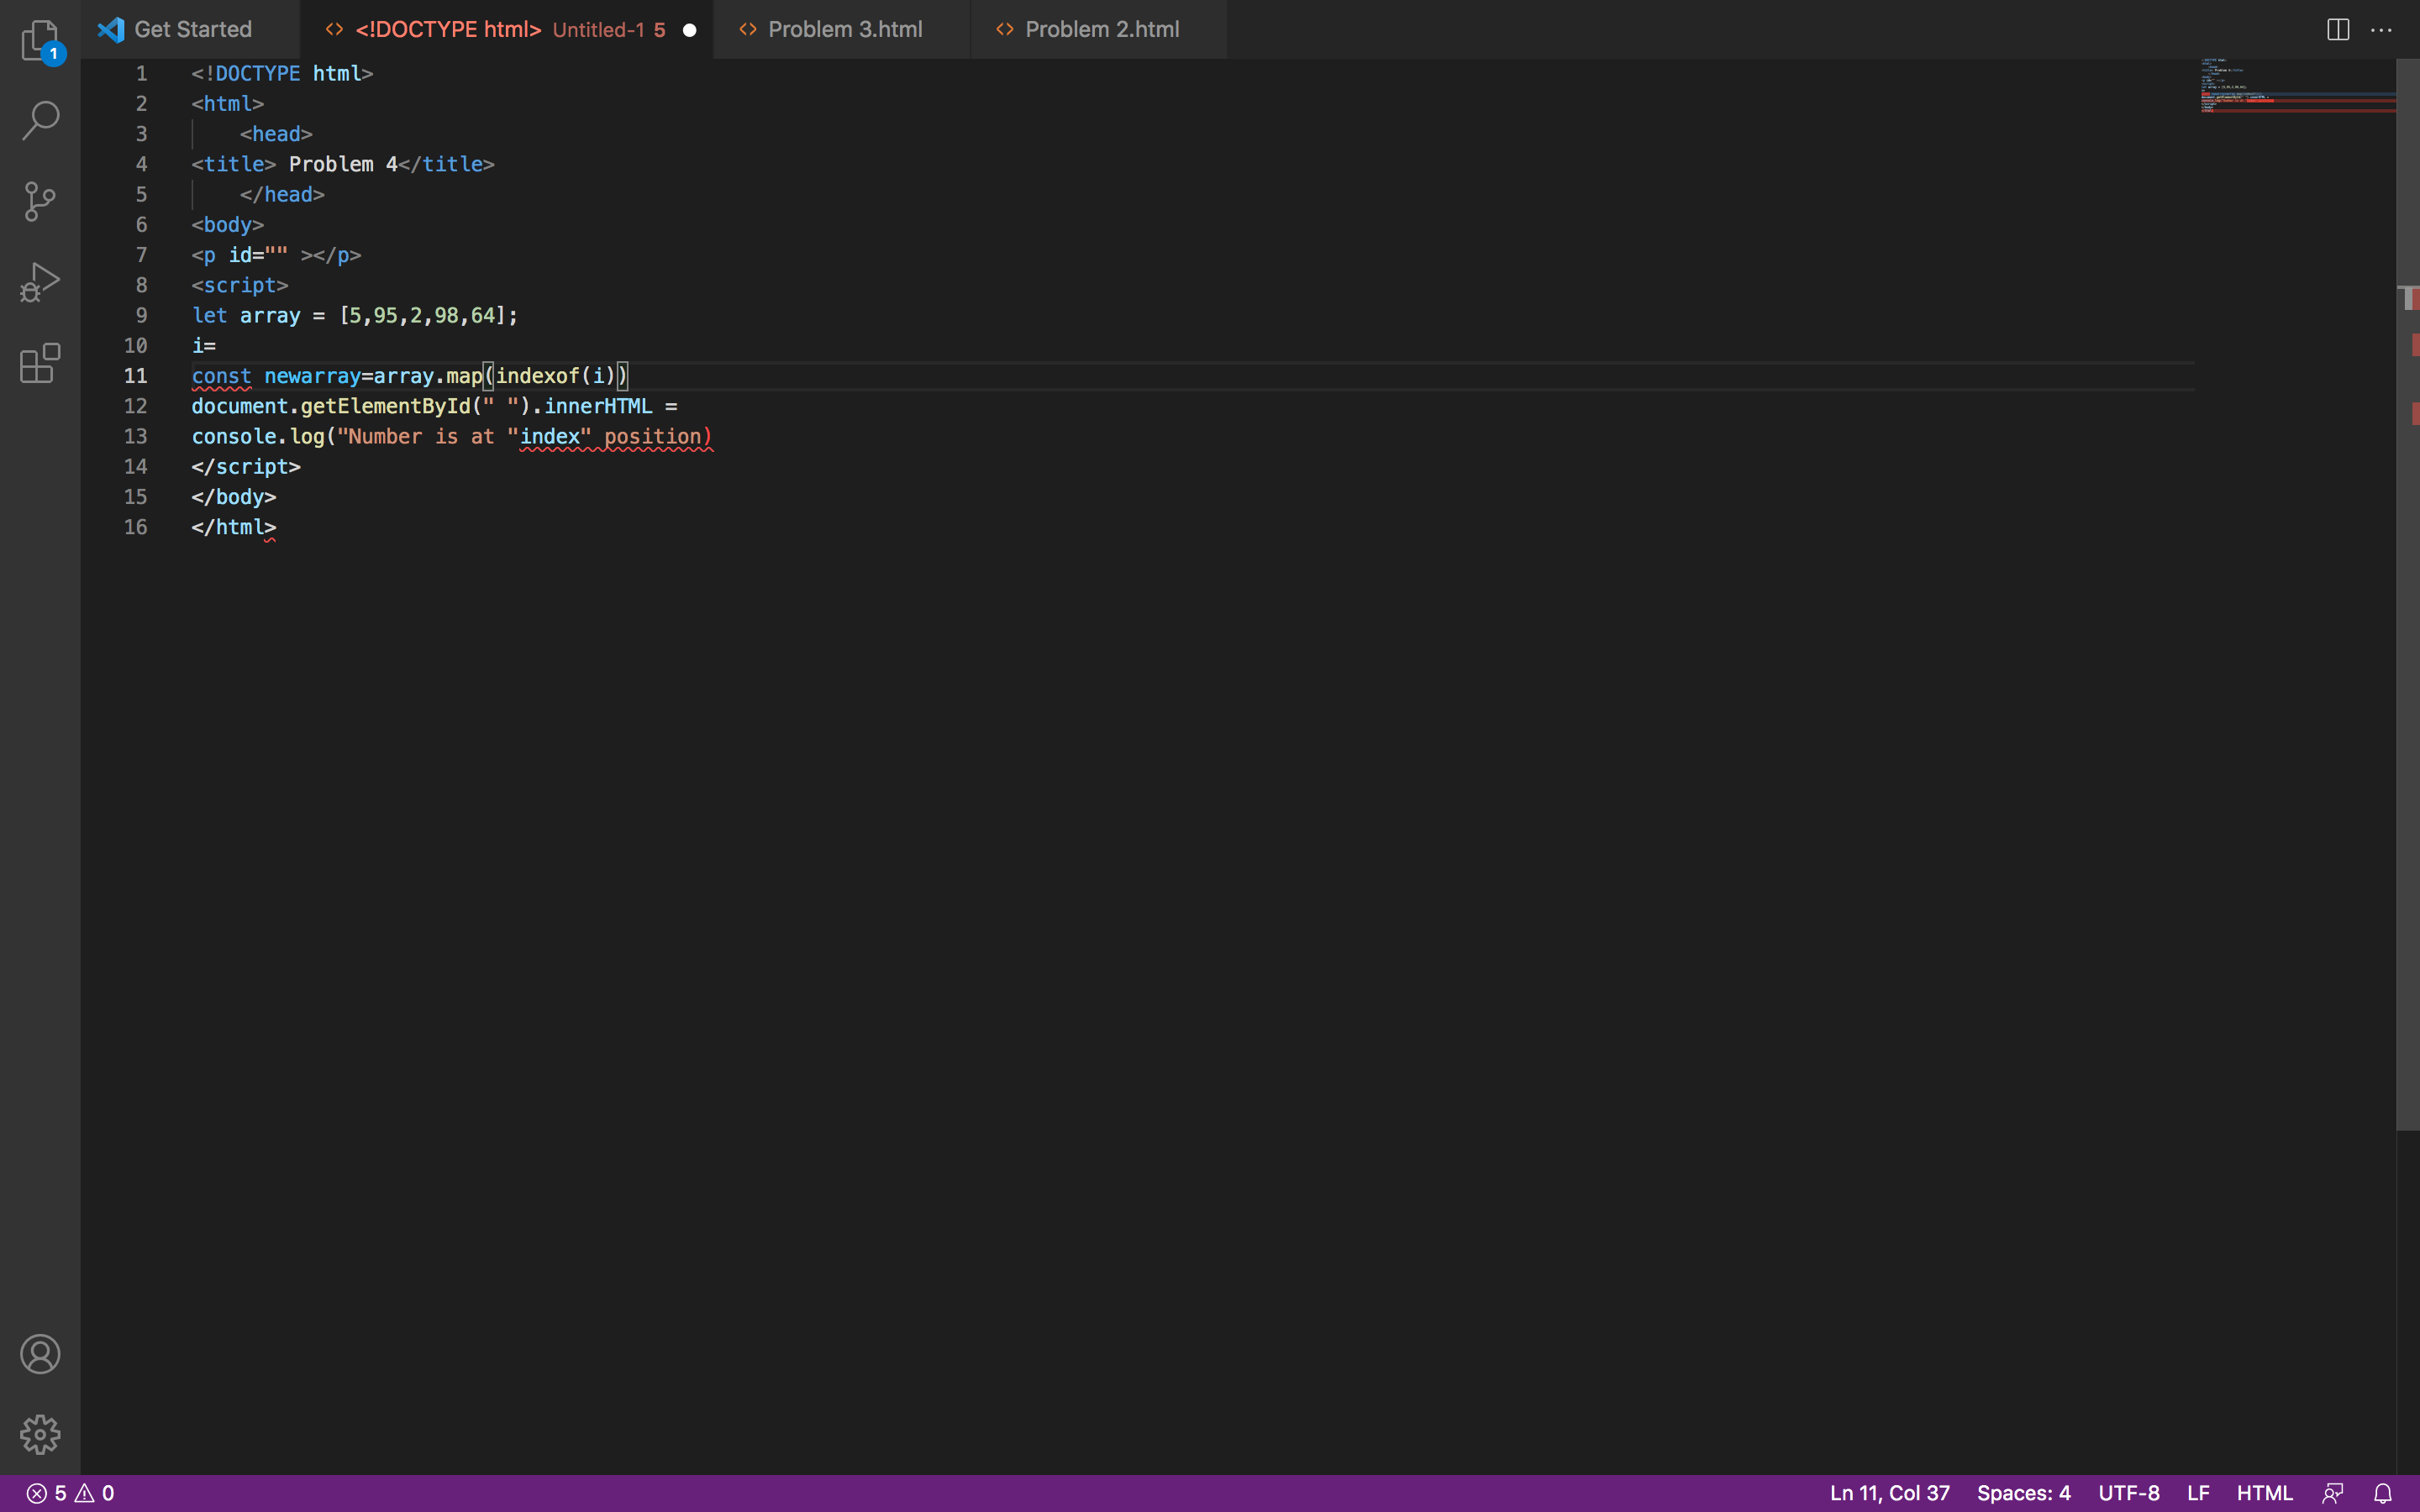 1
Get Started
<!DOCTYPE html> Untitled-1 5
Problem 3.html
Problem 2.html
1 <!DOCTYPE html>
2 <html>
3     <head>
4 <title> Problem 4</title>
5     </head>
6 <body>
7 <p id="" ></p>
8 <script>
9 let array = [5,95,2,98,64];
10 i=
11 const newarray=array.map(indexof(i))
12 document.getElementById(" ").innerHTML =
13 console.log("Number is at "index" position)
14 </script>
15 </body>
16 </html>
5 0
Ln 11, Col 37 Spaces: 4 UTF-8 LF HTML